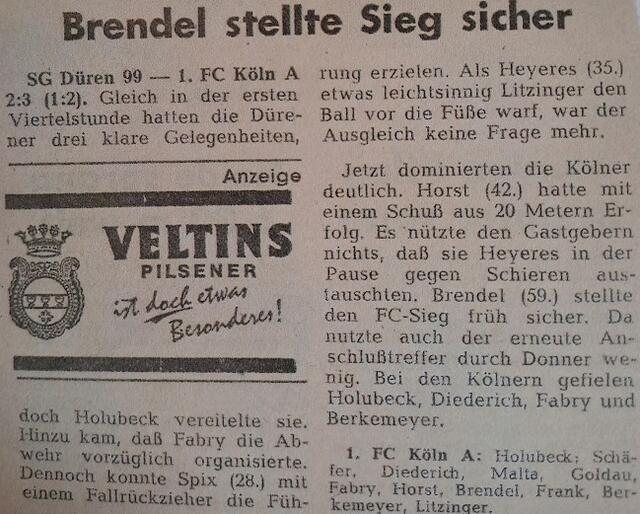 Brendel stellte Sieg sicher
SG Düren 99 — 1. FC Köln A
2:3 (1:2). Gleich in der ersten
Viertelstunde hatten die Düre-
ner drei klare Gelegenheiten,
Anzeige
VELTINS
PILSENER
ist doch etwas
Besonderes!
doch Holubeck vereitelte sie.
Hinzu kam, daß Fabry die Ab-
wehr vorzüglich organisierte.
Dennoch konnte Spix (28.) mit
einem Fallrückzieher die Füh-
rung erzielen. Als Heyeres (35.)
etwas leichtsinnig Litzinger den
Ball vor die Füße warf, war der
Ausgleich keine Frage mehr.
Jetzt dominierten die Kölner
deutlich. Horst (42.) hatte mit
einem Schuß aus 20 Metern Er-
folg. Es nützte den Gastgebern
nichts, daß sie Heyeres in der
Pause gegen Schieren aus-
tauschten. Brendel (59.) stellte
den FC-Sieg früh sicher. Da
nutzte auch der erneute An-
schlußtreffer durch Donner we-
nig. Bei den Kölnern gefielen
Holubeck, Diederich, Fabry und
Berkemeyer.
1. FC Köln A: Holubeck; Schä-
fer, Diederich, Malta, Goldau,
Fabry, Horst, Brendel, Frank, Ber-
kemeyer, Litzinger.